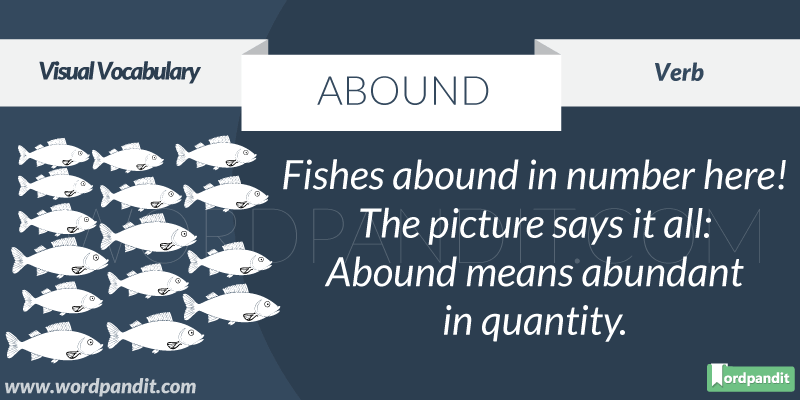 Visual Vocabulary
ABOUND
Verb
Fishes abound in number here!
The picture says it all:
Abound means abundant
in quantity.
WORDPANDIT.COM
www.wordpandit.com
Wordpandit